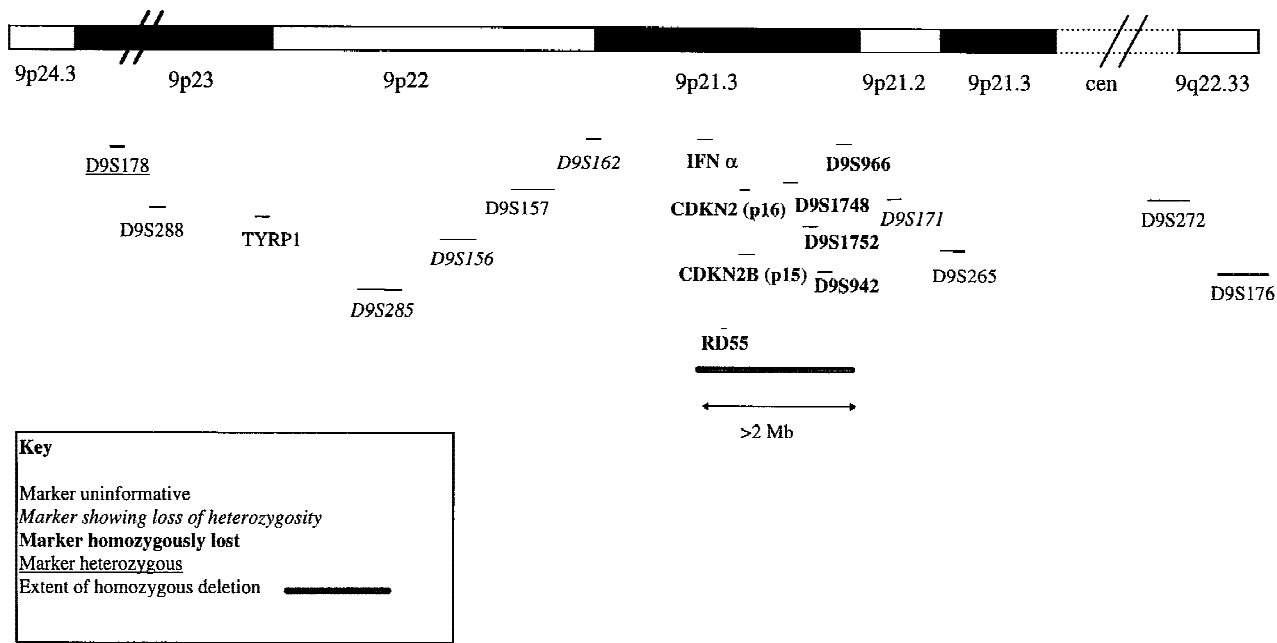 9p24.3 9p23 9p22 9p21.3 9p21.2 9p21.3 cen 9q22.33
D9S178 D9S162 IFN α D9S966
D9S288 TYRP1 D9S157 CDKN2 (p16) D9S1748 D9S171 D9S272
D9S156 D9S1752
D9S285 CDKN2B (p15) D9S942 D9S265 D9S176
RD55
>2 Mb
Key
Marker uninformative
Marker showing loss of heterozygosity
Marker homozygously lost
Marker heterozygous
Extent of homozygous deletion